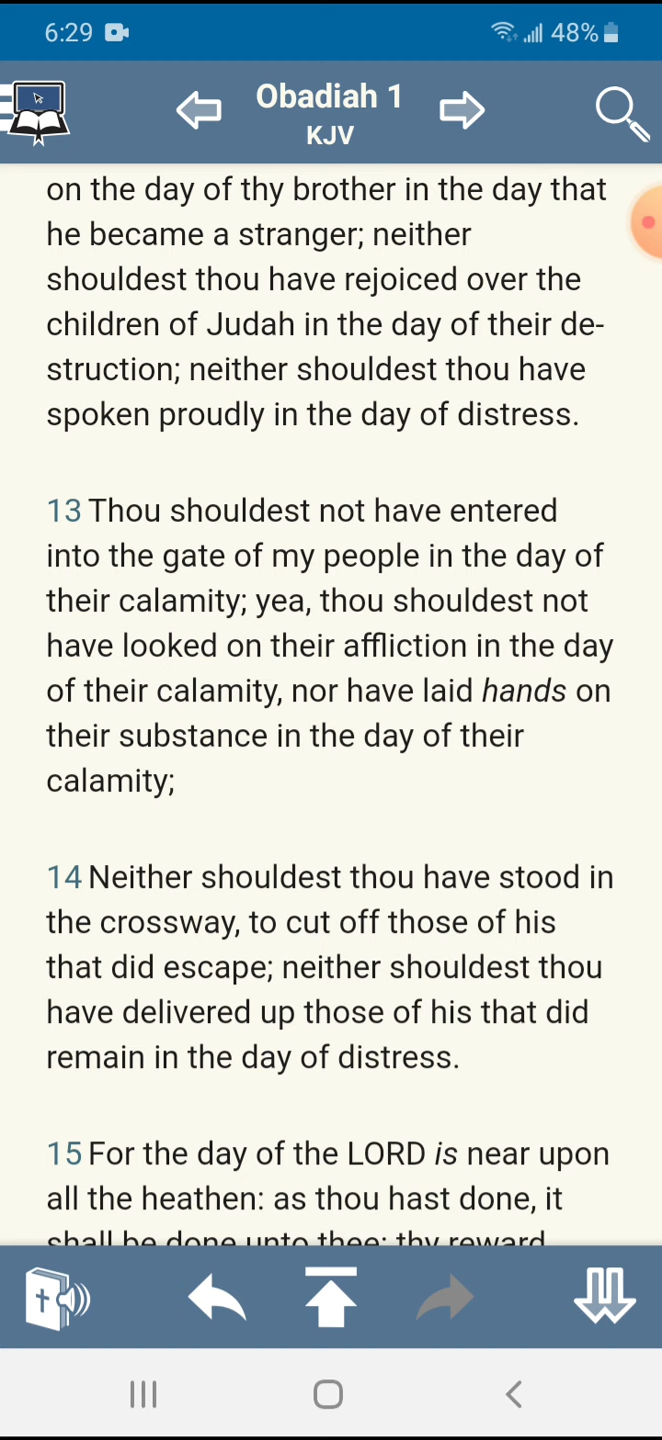 6:29
48%
Obadiah 1
KJV
on the day of thy brother in the day that
he became a stranger; neither
shouldest thou have rejoiced over the
children of Judah in the day of their de-
struction; neither shouldest thou have
spoken proudly in the day of distress.
13 Thou shouldest not have entered
into the gate of my people in the day of
their calamity; yea, thou shouldest not
have looked on their affliction in the day
of their calamity, nor have laid hands on
their substance in the day of their
calamity;
14 Neither shouldest thou have stood in
the crossway, to cut off those of his
that did escape; neither shouldest thou
have delivered up those of his that did
remain in the day of distress.
15 For the day of the LORD is near upon
all the heathen: as thou hast done, it
shall be done unto thee: thy reward